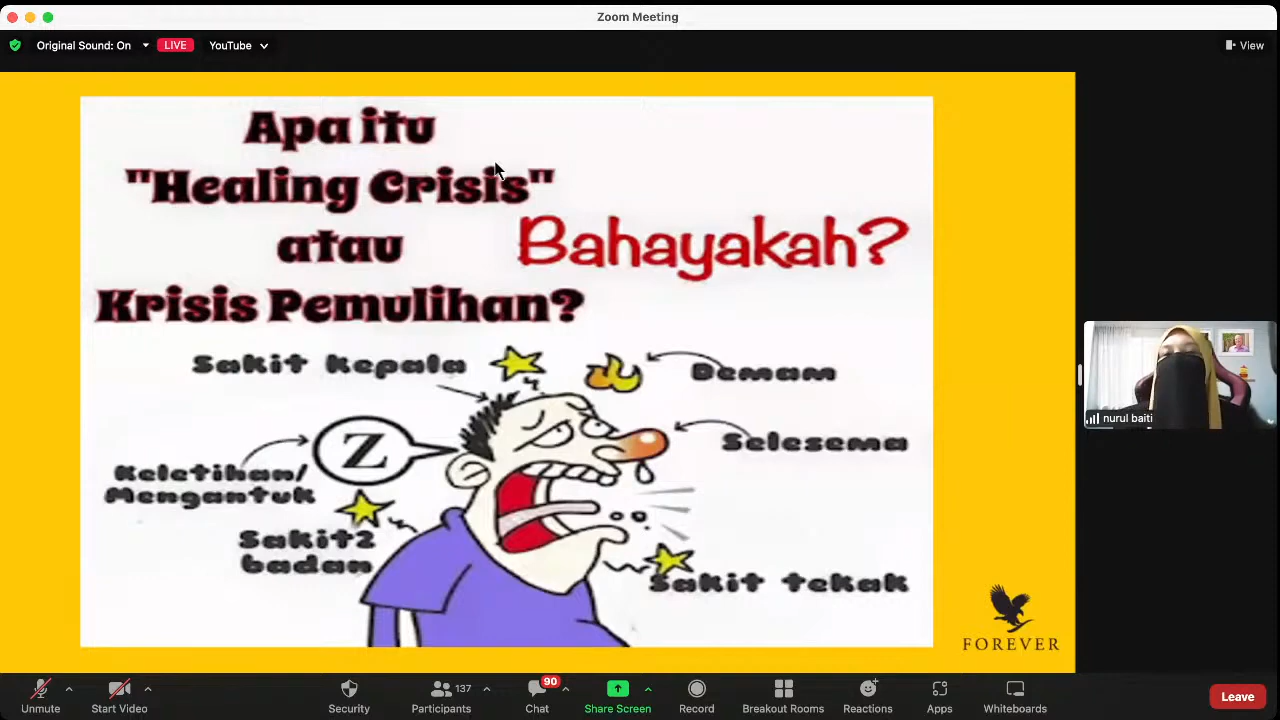 Zoom Meeting
Original Sound: On
LIVE
YouTube
View
Apa itu
"Healing Crisis"
atau
Krisis Pemulihan?
Bahayakah?
Sakit kepala
Demam
Selesema
Z
Keletihan/
Mengantuk
Sakit2
badan
Sakit tekak
FOREVER
nurul baiti
Unmute
Start Video
Security
137
Participants
90
Chat
Share Screen
Record
Breakout Rooms
Reactions
Apps
Whiteboards
Leave